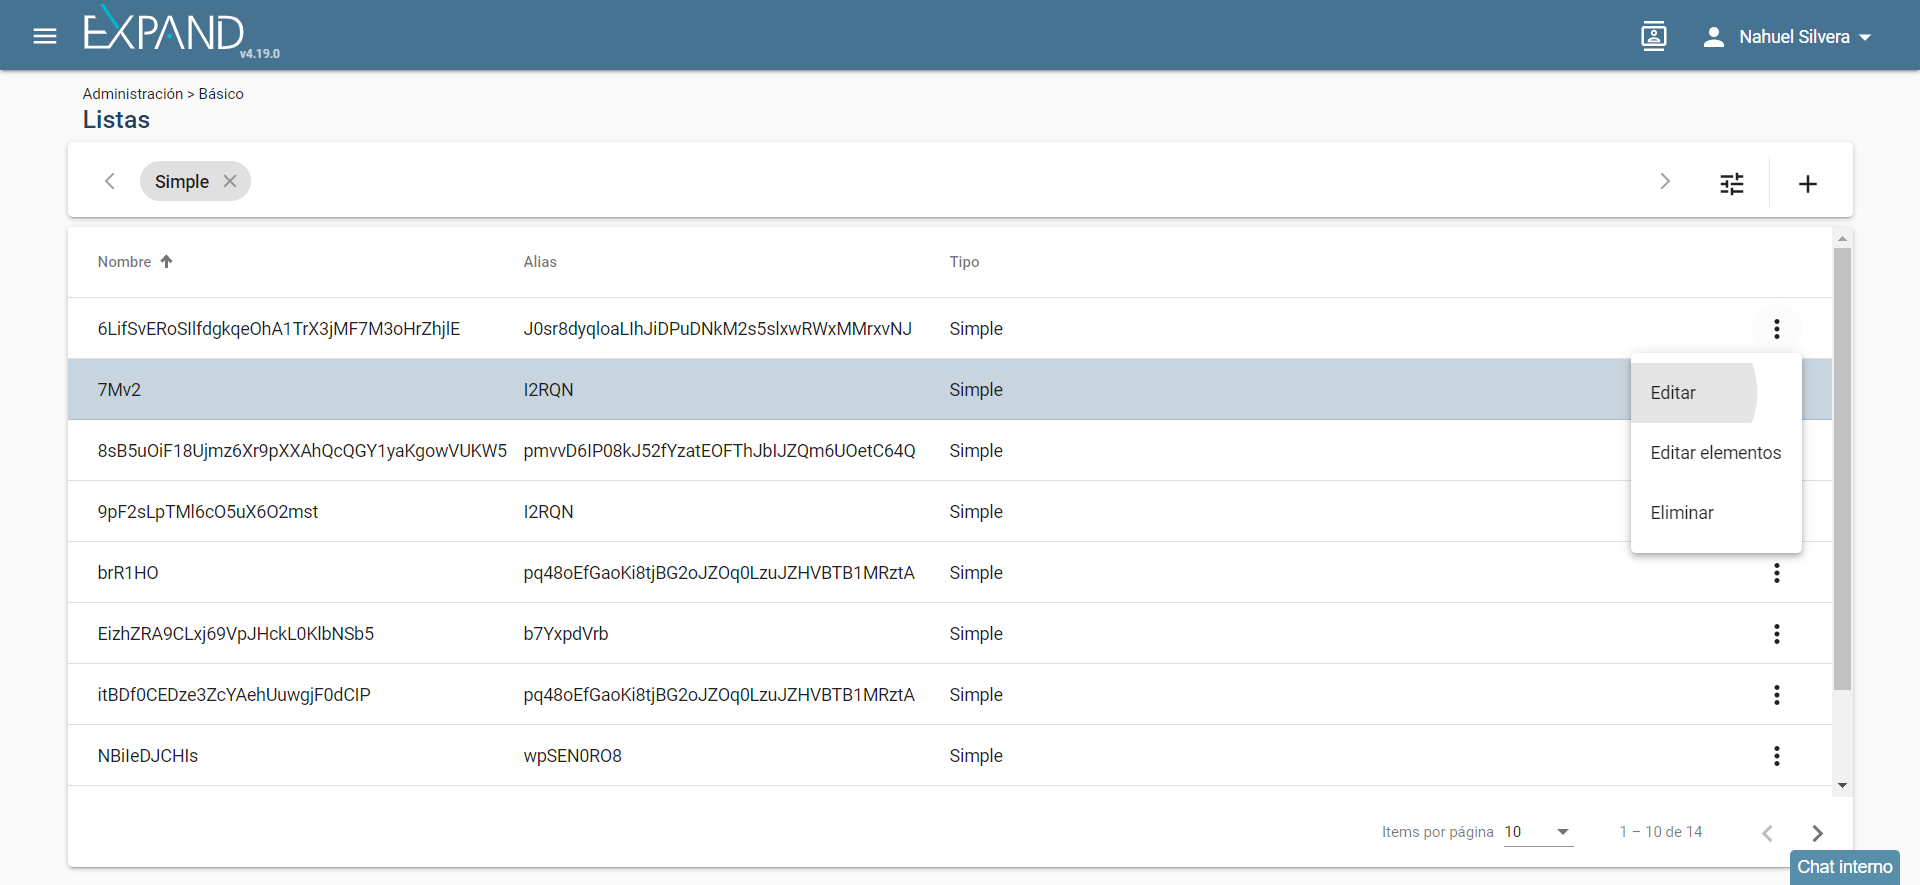 EXPAND
v4.19.0
Nahuel Silvera
Administración > Básico
Listas
Simple
Nombre Alias Tipo
6LifSvERoSIlfdgkqeOhA1TrX3jMF7M3oHrZhjlE J0sr8dyqloaLIhJiDPuDNkM2s5slxwRWxMMrxvNJ Simple
7Mv2 I2RQN Simple
Editar
8sB5uOiF18Ujmz6Xr9pXXAhQcQGY1yaKgowVUKW5 pmvvD6IP08kJ52fYzatEOFThJbIJZQm6UOetC64Q Simple
Editar elementos
9pF2sLpTMl6cO5uX6O2mst I2RQN Simple
Eliminar
brR1HO pq48oEfGaoKi8tjBG2oJZOq0LzuJZHVBTB1MRztA Simple
EizhZRA9CLxj69VpJHckL0KlbNSb5 b7YxpdVrb Simple
itBDf0CEDze3ZcYAehUuwgjF0dCIP pq48oEfGaoKi8tjBG2oJZOq0LzuJZHVBTB1MRztA Simple
NBiIeDJCHIs wpSEN0RO8 Simple
Items por página 10 1 – 10 de 14
Chat interno